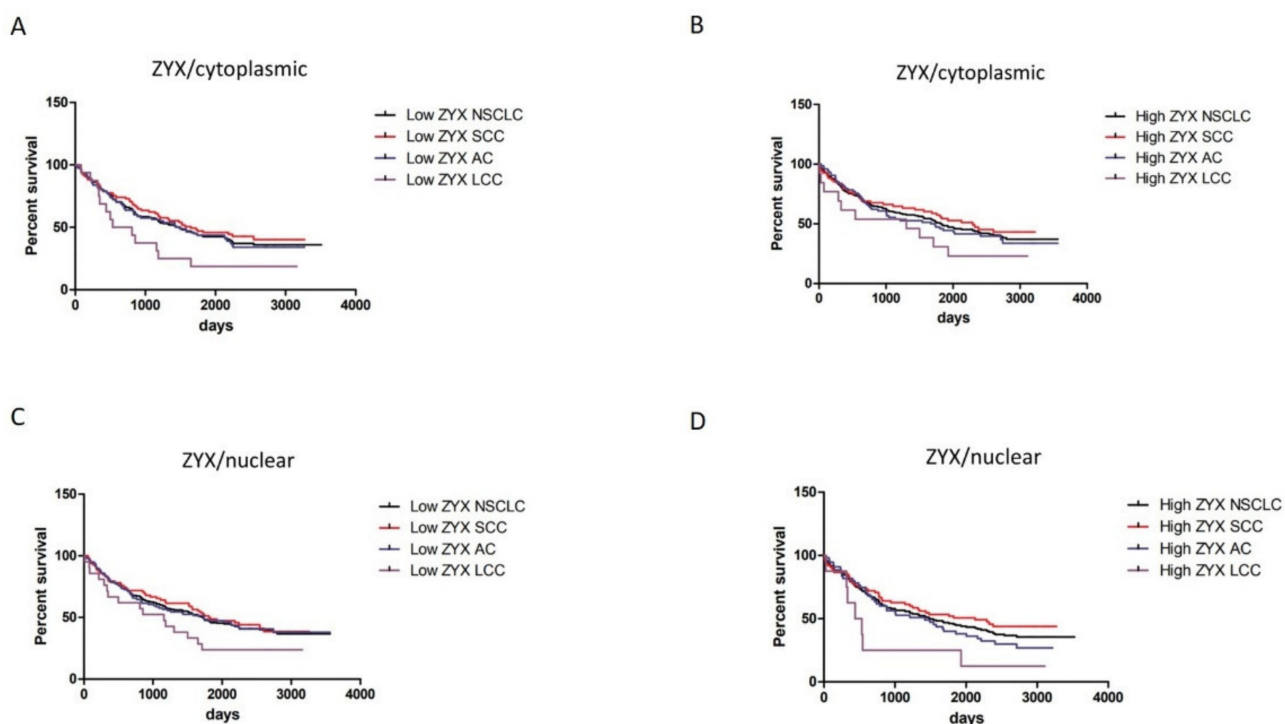 A
ZYX/cytoplasmic
150
100
50
0
Percent survival
0 1000 2000 3000 4000
days
Low ZYX NSCLC
Low ZYX SCC
Low ZYX AC
Low ZYX LCC
B
ZYX/cytoplasmic
150
100
50
0
Percent survival
0 1000 2000 3000 4000
days
High ZYX NSCLC
High ZYX SCC
High ZYX AC
High ZYX LCC
C
ZYX/nuclear
150
100
50
0
Percent survival
0 1000 2000 3000 4000
days
Low ZYX NSCLC
Low ZYX SCC
Low ZYX AC
Low ZYX LCC
D
ZYX/nuclear
150
100
50
0
Percent survival
0 1000 2000 3000 4000
days
High ZYX NSCLC
High ZYX SCC
High ZYX AC
High ZYX LCC